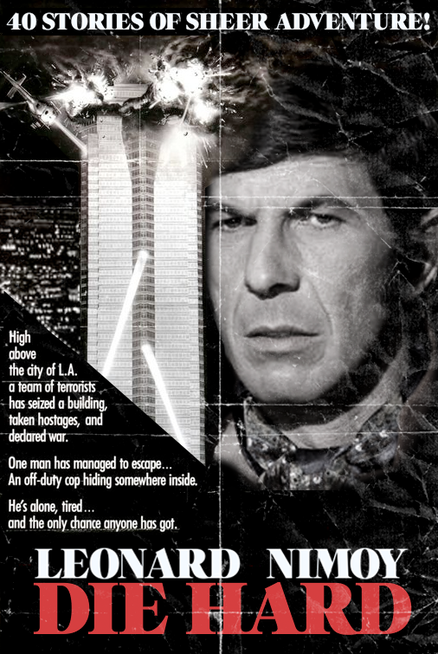 40 STORIES OF SHEER ADVENTURE!
High
above
the city of L.A.
a team of terrorists
has seized a building,
taken hostages, and
declared war.
One man has managed to escape...
An off-duty cop hiding somewhere inside.
He's alone, tired...
and the only chance anyone has got.
LEONARD NIMOY
DIE HARD